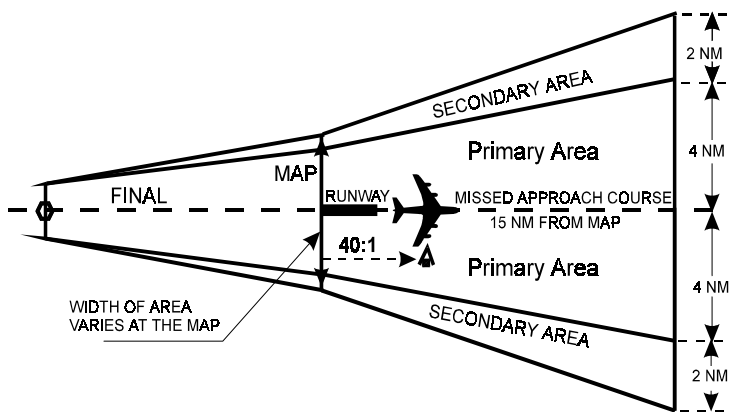 2 NM
SECONDARY AREA
Primary Area
4 NM
MAP
FINAL
RUNWAY
MISSED APPROACH COURSE
15 NM FROM MAP
40:1
Primary Area
4 NM
WIDTH OF AREA
VARIES AT THE MAP
SECONDARY AREA
2 NM